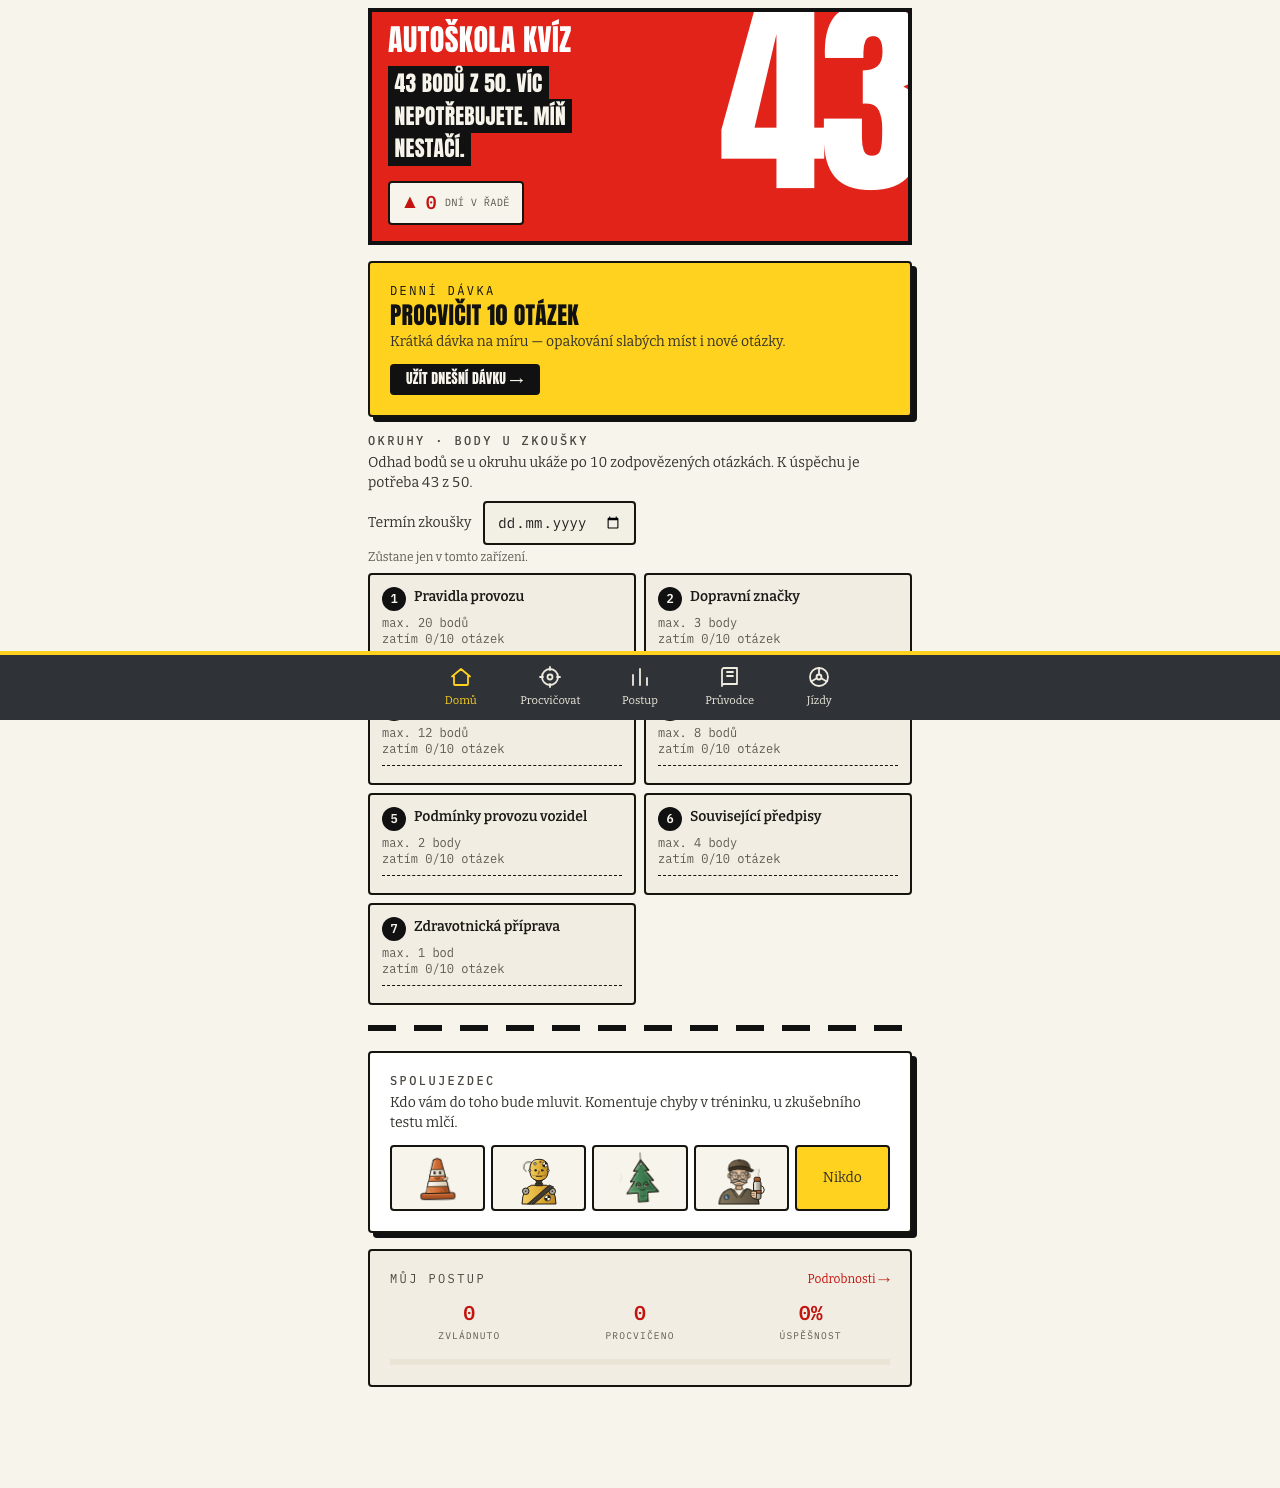 AUTOŠKOLA KVÍZ
43
43 BODŮ Z 50. VÍC
NEPOTŘEBUJETE. MÍŇ
NESTAČÍ.
▲ 0 DNÍ V ŘADĚ
DENNÍ DÁVKA
PROCVIČIT 10 OTÁZEK
Krátká dávka na míru — opakování slabých míst i nové otázky.
UŽÍT DNEŠNÍ DÁVKU →
OKRUHY · BODY U ZKOUŠKY
Odhad bodů se u okruhu ukáže po 10 zodpovězených otázkách. K úspěchu je
potřeba 43 z 50.
Termín zkoušky dd.mm.yyyy
Zůstane jen v tomto zařízení.
1 Pravidla provozu
max. 20 bodů
zatím 0/10 otázek
2 Dopravní značky
max. 3 body
zatím 0/10 otázek
Domů
Procvičovat
Postup
Průvodce
Jízdy
max. 12 bodů
zatím 0/10 otázek
max. 8 bodů
zatím 0/10 otázek
5 Podmínky provozu vozidel
max. 2 body
zatím 0/10 otázek
6 Související předpisy
max. 4 body
zatím 0/10 otázek
7 Zdravotnická příprava
max. 1 bod
zatím 0/10 otázek
SPOLUJEZDEC
Kdo vám do toho bude mluvit. Komentuje chyby v tréninku, u zkušebního
testu mlčí.
Nikdo
MŮJ POSTUP
Podrobnosti →
0
ZVLÁDNUTO
0
PROCVIČENO
0%
ÚSPĚŠNOST